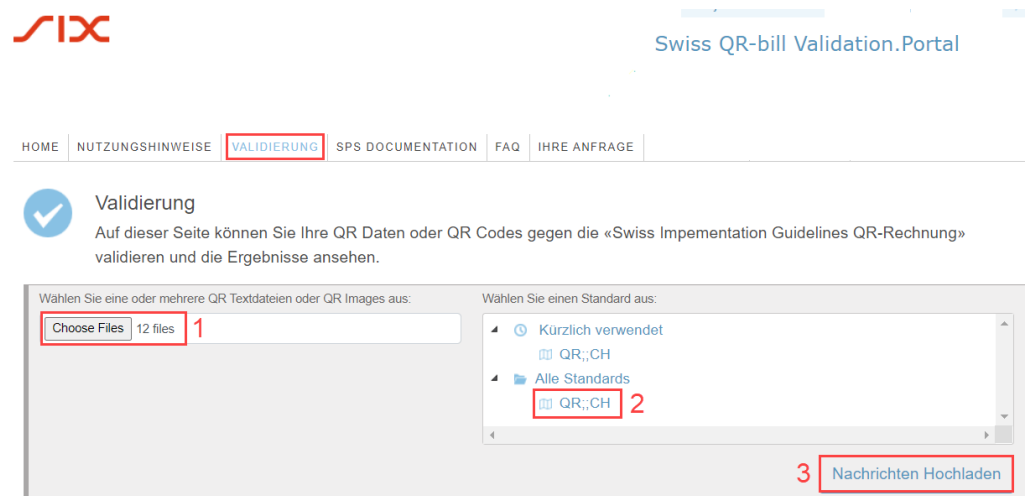 SIX
Swiss QR-bill Validation.Portal
HOME NUTZUNGSHINWEISE VALIDIERUNG SPS DOCUMENTATION FAQ IHRE ANFRAGE
Validierung
Auf dieser Seite können Sie Ihre QR Daten oder QR Codes gegen die «Swiss Impementation Guidelines QR-Rechnung»
validieren und die Ergebnisse ansehen.
Wählen Sie eine oder mehrere QR Textdateien oder QR Images aus:
Choose Files 12 files 1
Wählen Sie einen Standard aus:
Kürzlich verwendet
QR;;CH
Alle Standards
QR;;CH 2
3 Nachrichten Hochladen